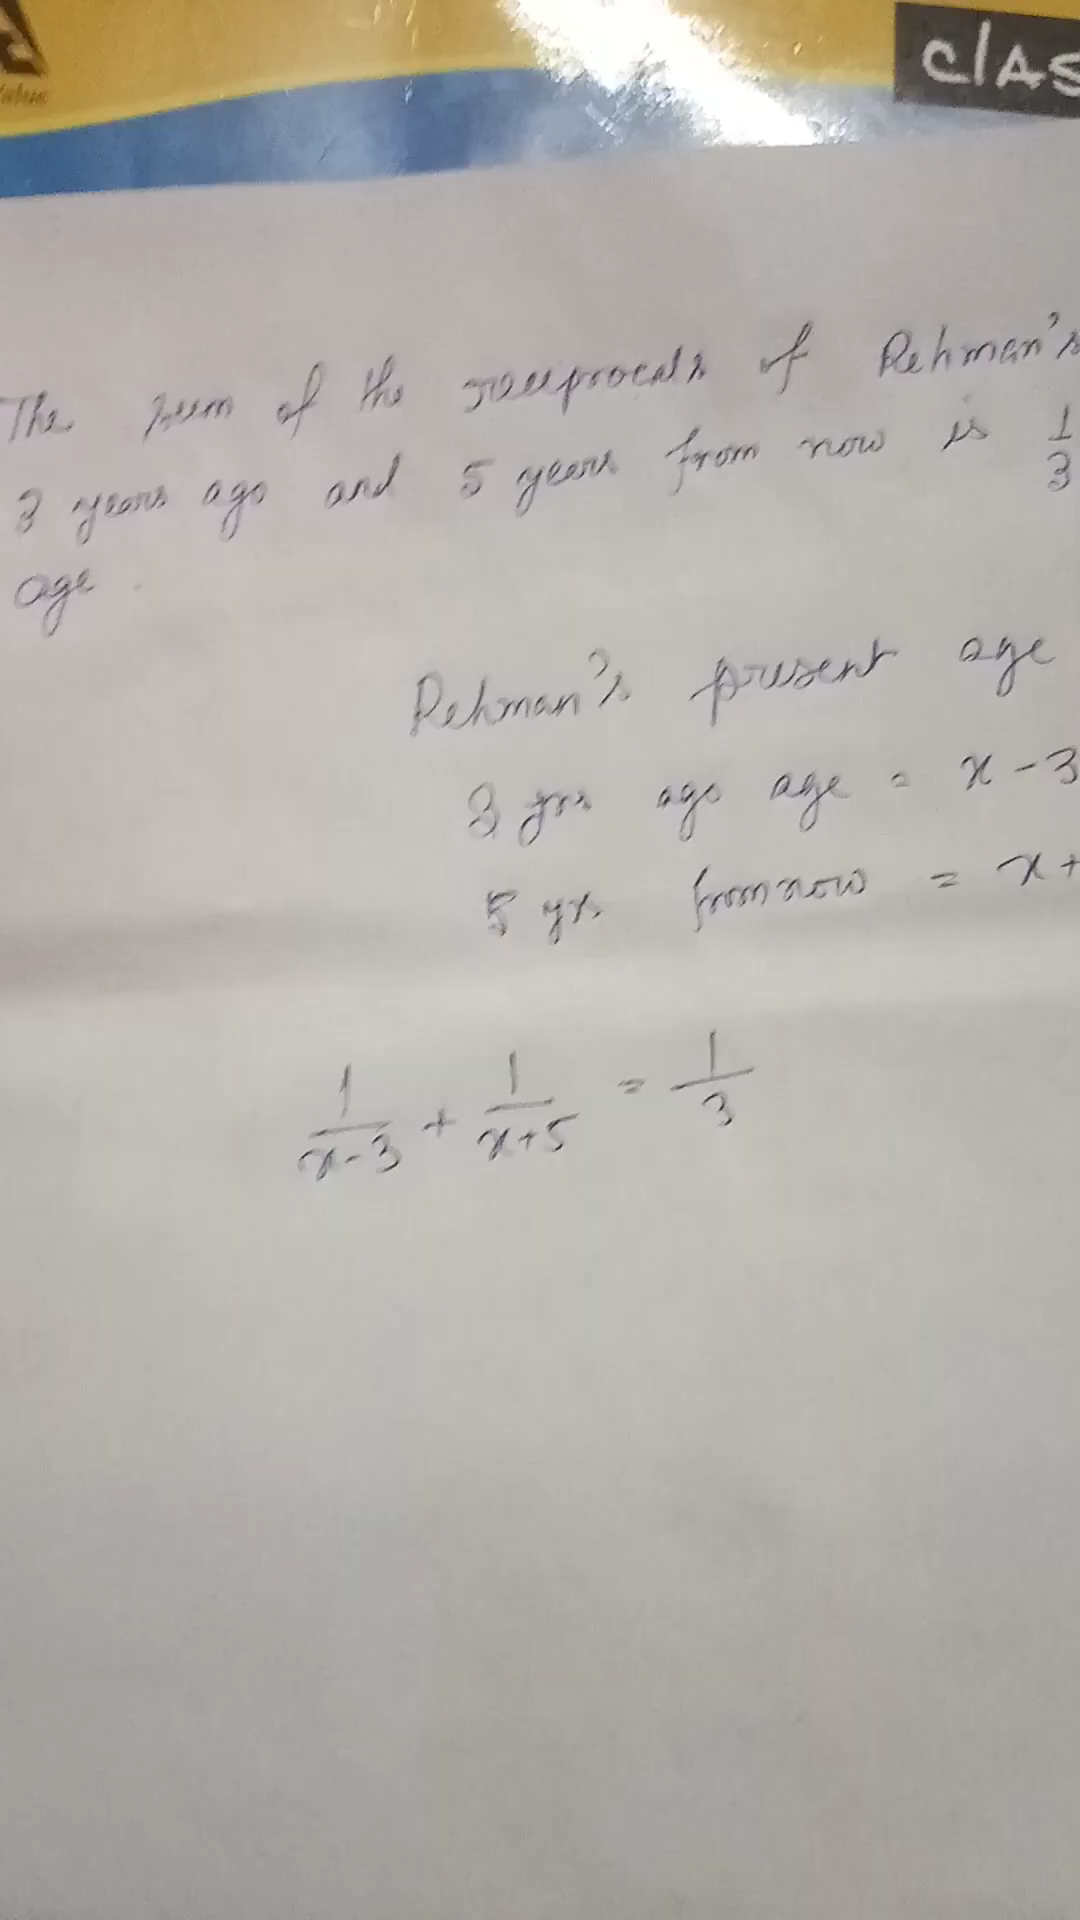 clAS
The sum of the reciprocals of Rehman's
3 years ago and 5 years from now is 1/3
age.
Rehman's present age
3 yrs ago age = x-3
5 yr. from now = x+
1/(x-3) + 1/(x+5) = 1/3